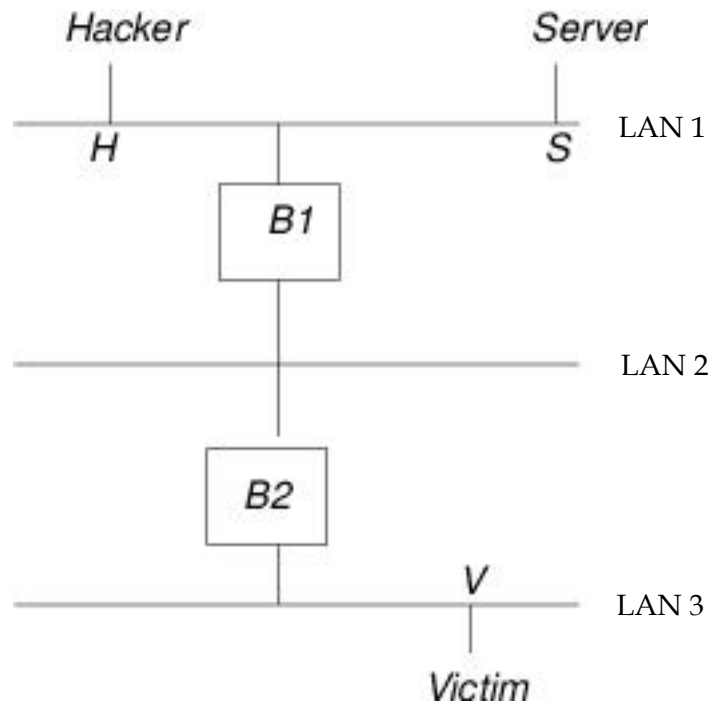 Hacker Server
LAN 1
H S
B1
LAN 2
B2
V
LAN 3
Victim